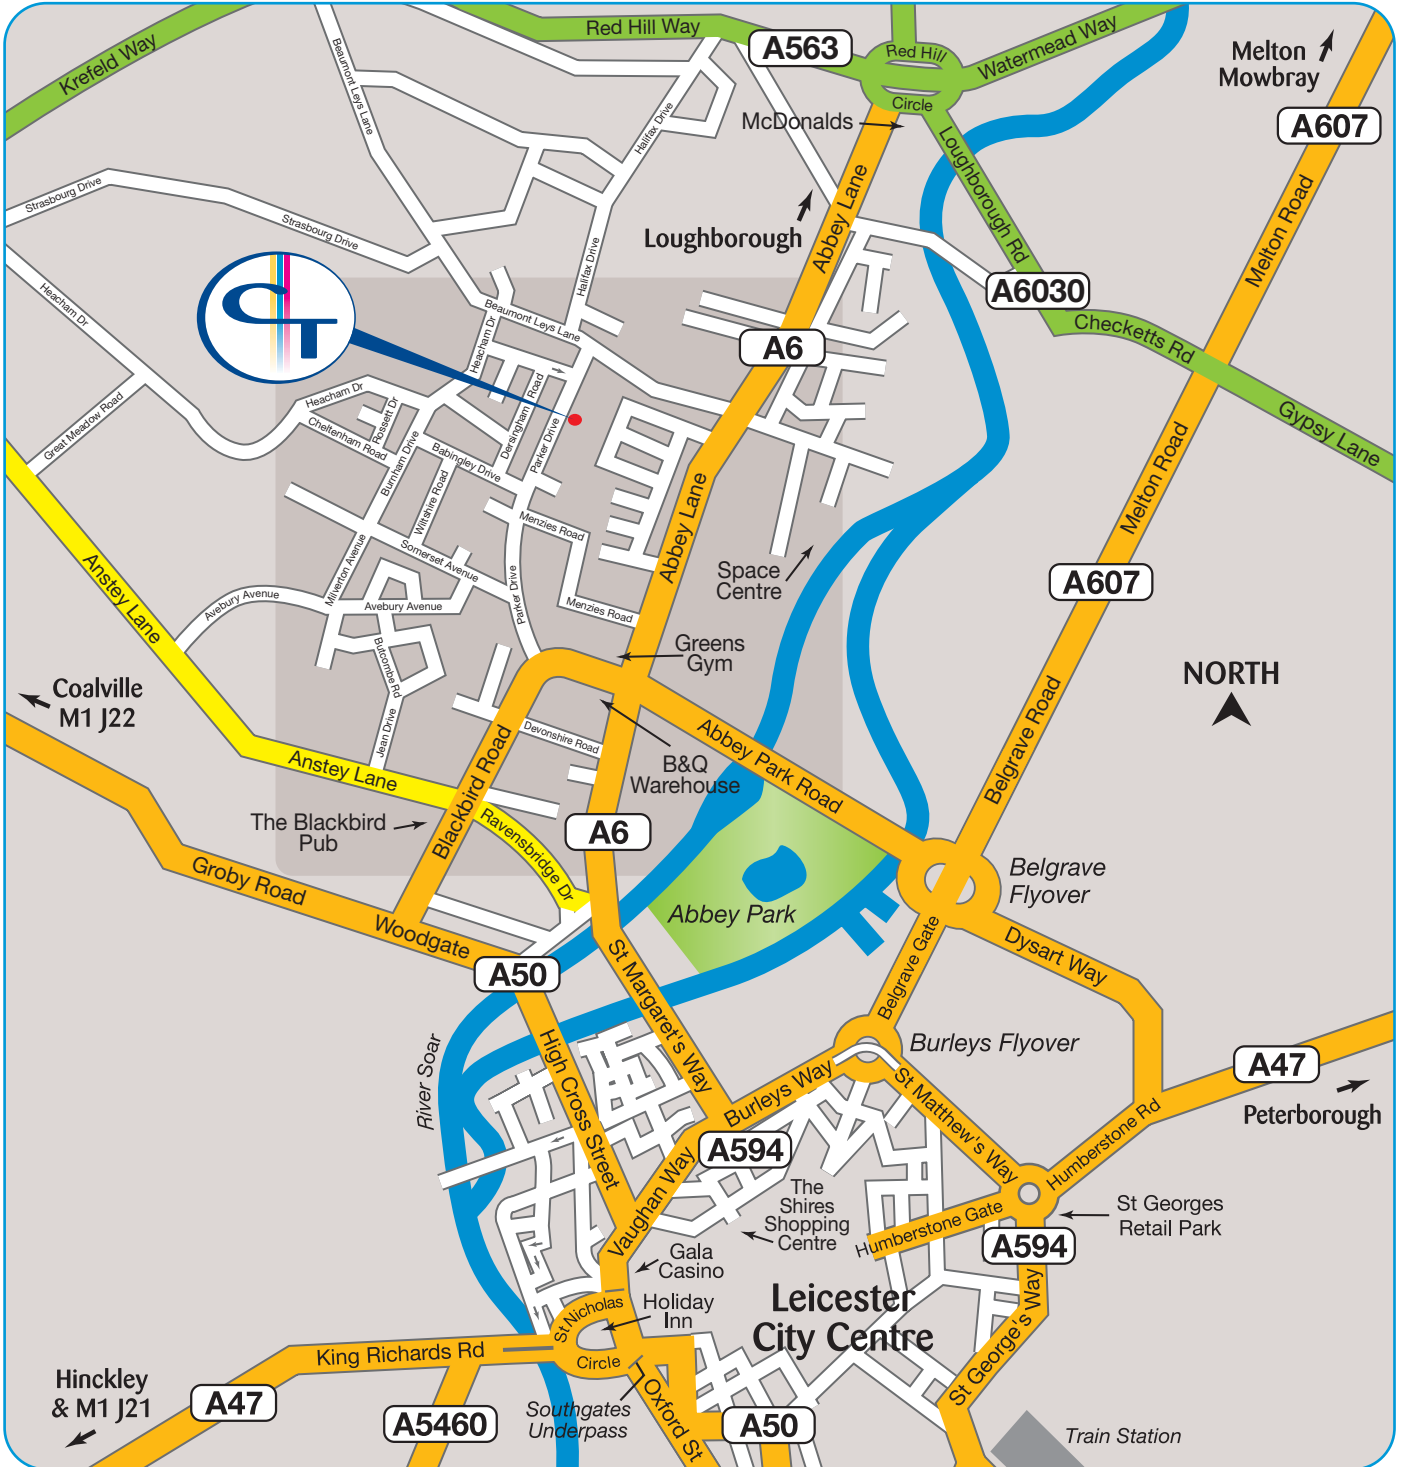 Krefeld Way
Red Hill Way
A563
Red Hill
Circle
Watermead Way
Melton
Mowbray
A607
Beaumont Leys Lane
Halifax Drive
McDonalds
Loughborough Rd
Melton Road
Strasbourg Drive
Strasbourg Drive
Loughborough
Abbey Lane
Halifax Drive
A6030
Checketts Rd
Gypsy Lane
Heacham Dr
CT
Beaumont Leys Lane
A6
Heacham Dr
Great Meadow Road
Heacham Dr
Cheltenham Road
Rossett Dr
Burnham Drive
Dersingham Road
Parker Drive
Babingley Drive
Wiltshire Road
Melton Road
Abbey Lane
Menzies Road
Somerset Avenue
Milverton Avenue
Space
Centre
A607
Anstey Lane
Avebury Avenue
Avebury Avenue
Parker Drive
Menzies Road
Greens
Gym
Butcombe Rd
Coalville
M1 J22
NORTH
Jean Drive
Devonshire Road
Abbey Park Road
Belgrave Road
Anstey Lane
Blackbird Road
B&Q
Warehouse
The Blackbird
Pub
Ravensbridge Dr
A6
Groby Road
Woodgate
Abbey Park
Belgrave
Flyover
Belgrave Gate
Dysart Way
A50
St Margaret's Way
River Soar
High Cross Street
Burleys Way
Burleys Flyover
A47
Peterborough
St Matthew's Way
Humberstone Rd
A594
Vaughan Way
The
Shires
Shopping
Centre
Humberstone Gate
St Georges
Retail Park
A594
Gala
Casino
Leicester
City Centre
St Nicholas
Circle
Holiday
Inn
King Richards Rd
St George's Way
Hinckley
& M1 J21
A47
A5460
Southgates
Underpass
Oxford St
A50
Train Station